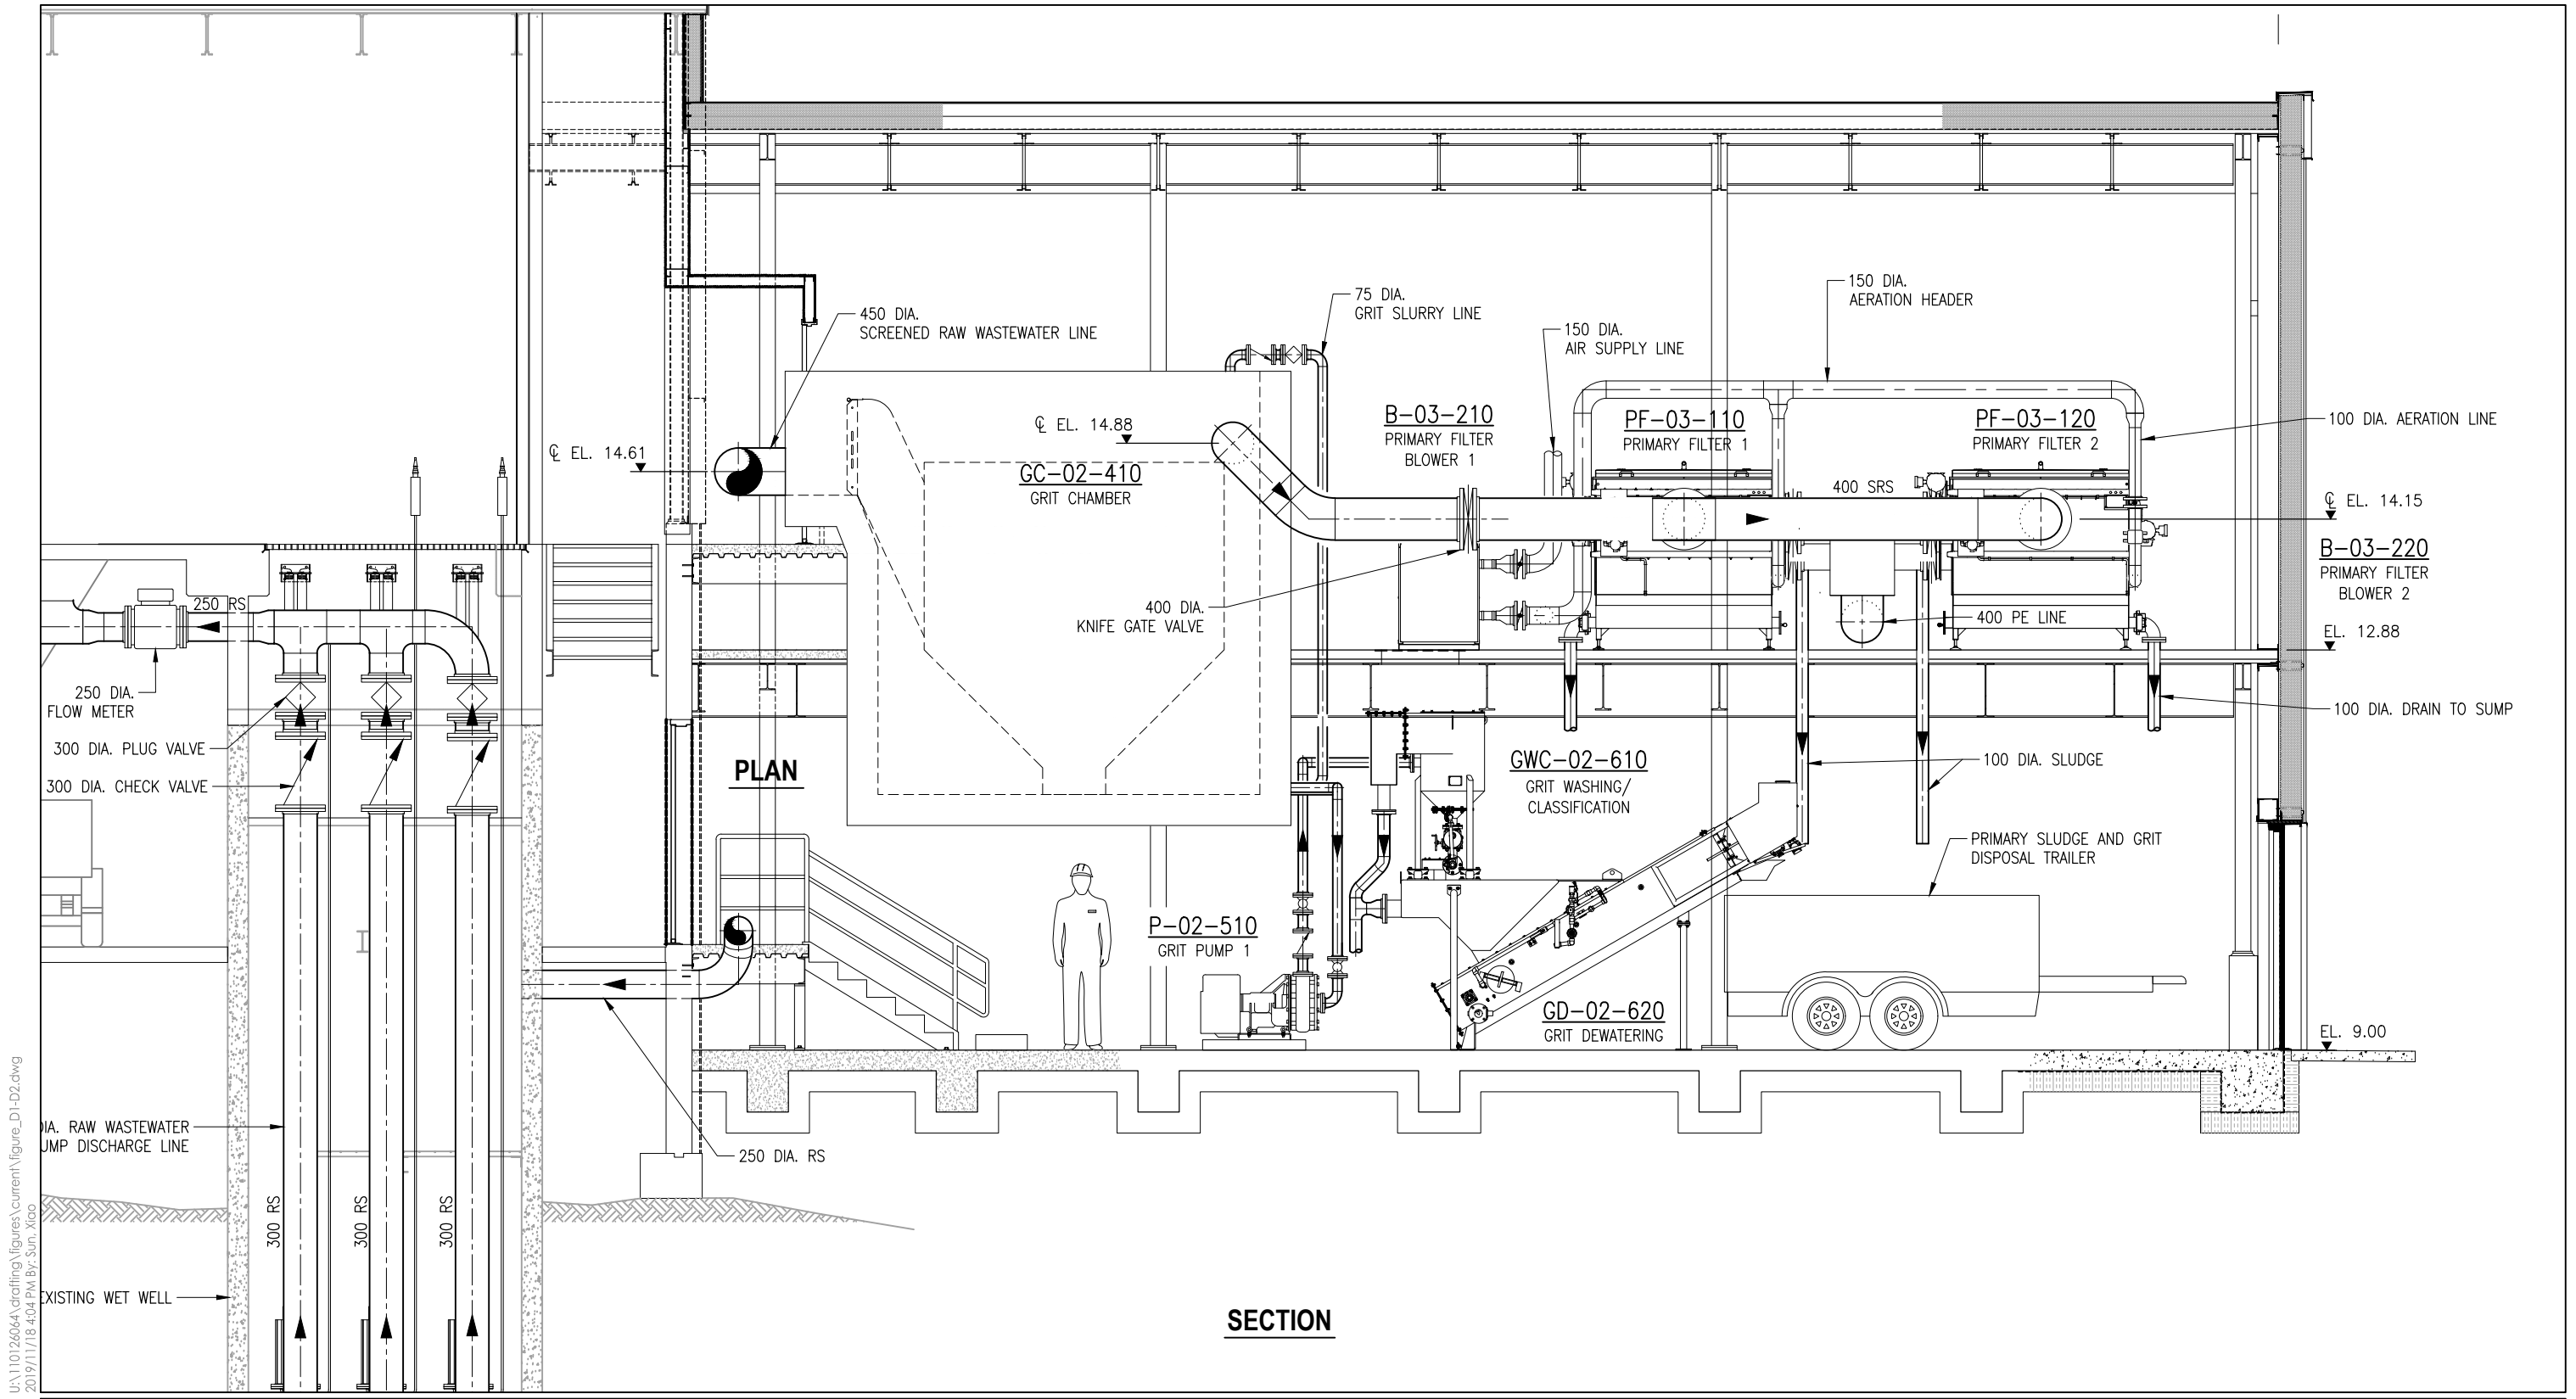 450 DIA.
SCREENED RAW WASTEWATER LINE
75 DIA.
GRIT SLURRY LINE
150 DIA.
AIR SUPPLY LINE
150 DIA.
AERATION HEADER
100 DIA. AERATION LINE
℄ EL. 14.61
℄ EL. 14.88
GC-02-410
GRIT CHAMBER
B-03-210
PRIMARY FILTER
BLOWER 1
PF-03-110
PRIMARY FILTER 1
PF-03-120
PRIMARY FILTER 2
400 SRS
℄ EL. 14.15
B-03-220
PRIMARY FILTER
BLOWER 2
EL. 12.88
400 DIA.
KNIFE GATE VALVE
400 PE LINE
250 RS
250 DIA.
FLOW METER
300 DIA. PLUG VALVE
300 DIA. CHECK VALVE
PLAN
100 DIA. DRAIN TO SUMP
GWC-02-610
GRIT WASHING/
CLASSIFICATION
100 DIA. SLUDGE
PRIMARY SLUDGE AND GRIT
DISPOSAL TRAILER
P-02-510
GRIT PUMP 1
GD-02-620
GRIT DEWATERING
EL. 9.00
DIA. RAW WASTEWATER
UMP DISCHARGE LINE
250 DIA. RS
300 RS
300 RS
300 RS
EXISTING WET WELL
SECTION
U:\110126064\drafting\figures\current\figure_D1-D2.dwg
2019/11/18 4:04 PM By: Sun, Xiao